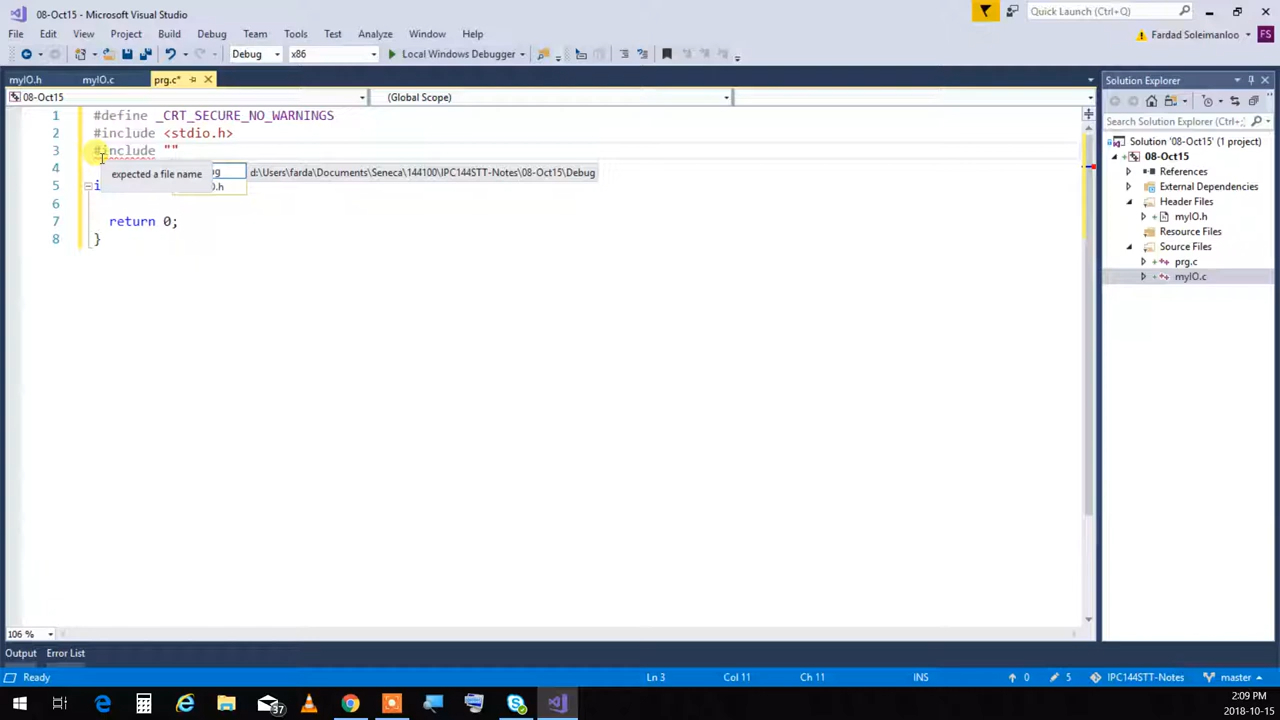 08-Oct15 - Microsoft Visual Studio
Quick Launch (Ctrl+Q)
File Edit View Project Build Debug Team Tools Test Analyze Window Help
Fardad Soleimanloo FS
Debug x86 Local Windows Debugger
myIO.h myIO.c prg.c*
08-Oct15 (Global Scope)
1 #define _CRT_SECURE_NO_WARNINGS
2 #include <stdio.h>
3 #include ""
4
expected a file name
d:\Users\farda\Documents\Seneca\144100\IPC144STT-Notes\08-Oct15\Debug
5 i
6
7 return 0;
8 }
Solution Explorer
Search Solution Explorer (Ctrl+;)
Solution '08-Oct15' (1 project)
08-Oct15
References
External Dependencies
Header Files
myIO.h
Resource Files
Source Files
prg.c
myIO.c
106 %
Output Error List
Ready Ln 3 Col 11 Ch 11 INS 0 5 IPC144STT-Notes master
37
2:09 PM
2018-10-15